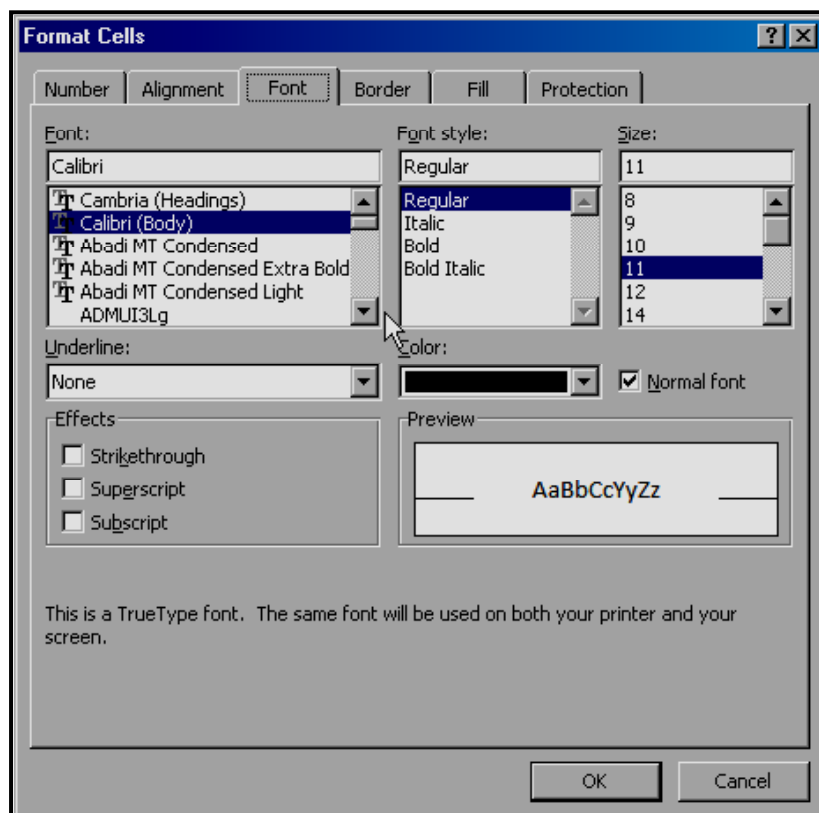 Format Cells
Number Alignment Font Border Fill Protection
Font: Font style: Size:
Calibri Regular 11
Cambria (Headings) Regular 8
Calibri (Body) Italic 9
Abadi MT Condensed Bold 10
Abadi MT Condensed Extra Bold Bold Italic 11
Abadi MT Condensed Light 12
ADMUI3Lg 14
Underline: Color:
None Normal font
Effects Preview
Strikethrough
Superscript AaBbCcYyZz
Subscript
This is a TrueType font. The same font will be used on both your printer and your
screen.
OK Cancel